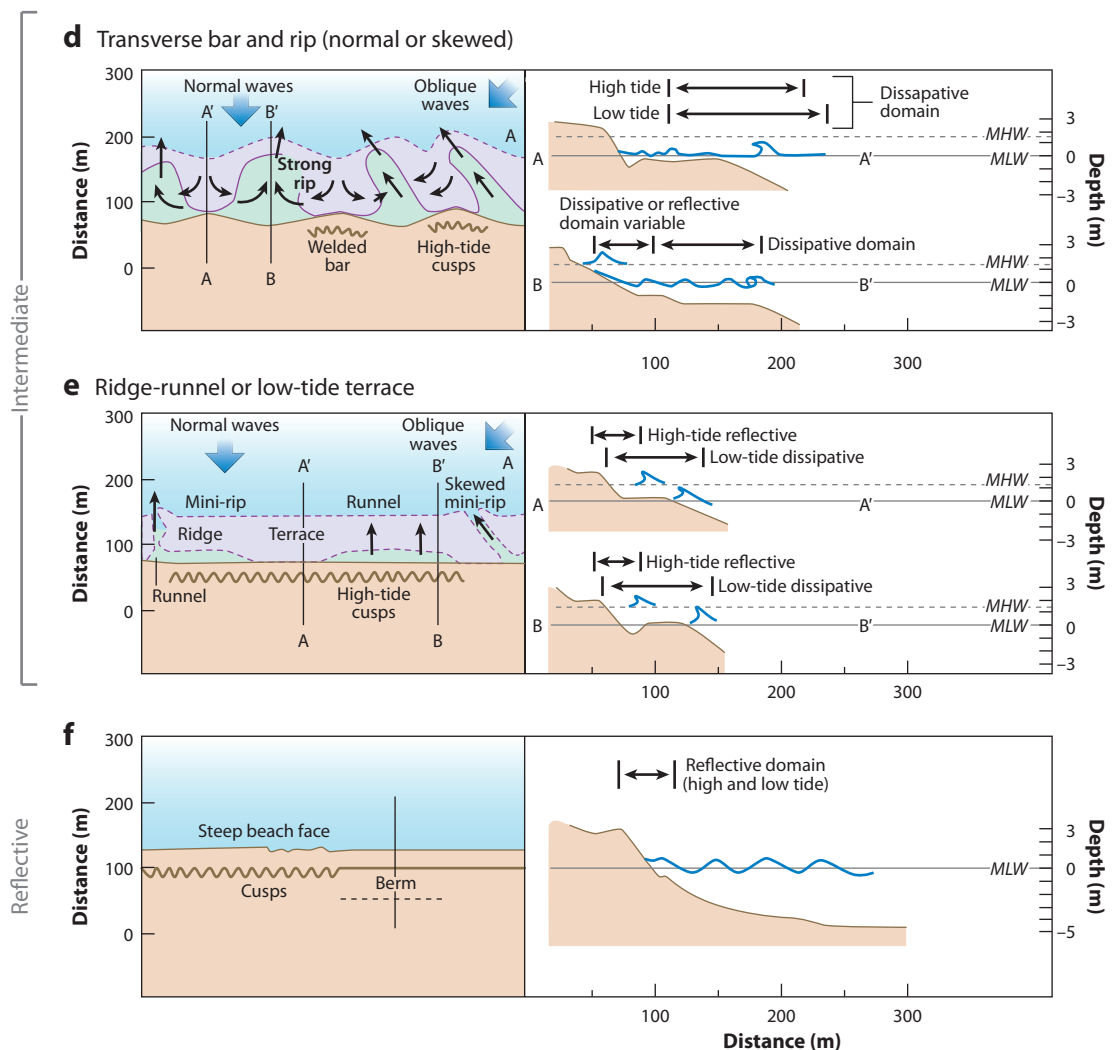 Intermediate
d Transverse bar and rip (normal or skewed)
Distance (m)
300
200
100
0
Normal waves
Oblique
waves
A
A′
B′
Strong
rip
Welded
bar
High-tide
cusps
A
B
High tide
Low tide
Dissapative
domain
A
A′
MHW
MLW
3
0
−3
Dissipative or reflective
domain variable
Dissipative domain
B
B′
MHW
MLW
3
0
−3
Depth (m)
100
200
300
e Ridge-runnel or low-tide terrace
Distance (m)
300
200
100
0
Normal waves
Oblique
waves
A
A′
B′
Mini-rip
Runnel
Skewed
mini-rip
Ridge
Terrace
Runnel
High-tide
cusps
A
B
High-tide reflective
Low-tide dissipative
A
A′
MHW
MLW
3
0
−3
High-tide reflective
Low-tide dissipative
B
B′
MHW
MLW
3
0
−3
Depth (m)
100
200
300
Reflective
f
Distance (m)
300
200
100
0
Steep beach face
Cusps
Berm
Reflective domain
(high and low tide)
MLW
3
0
−5
Depth (m)
100
200
300
Distance (m)